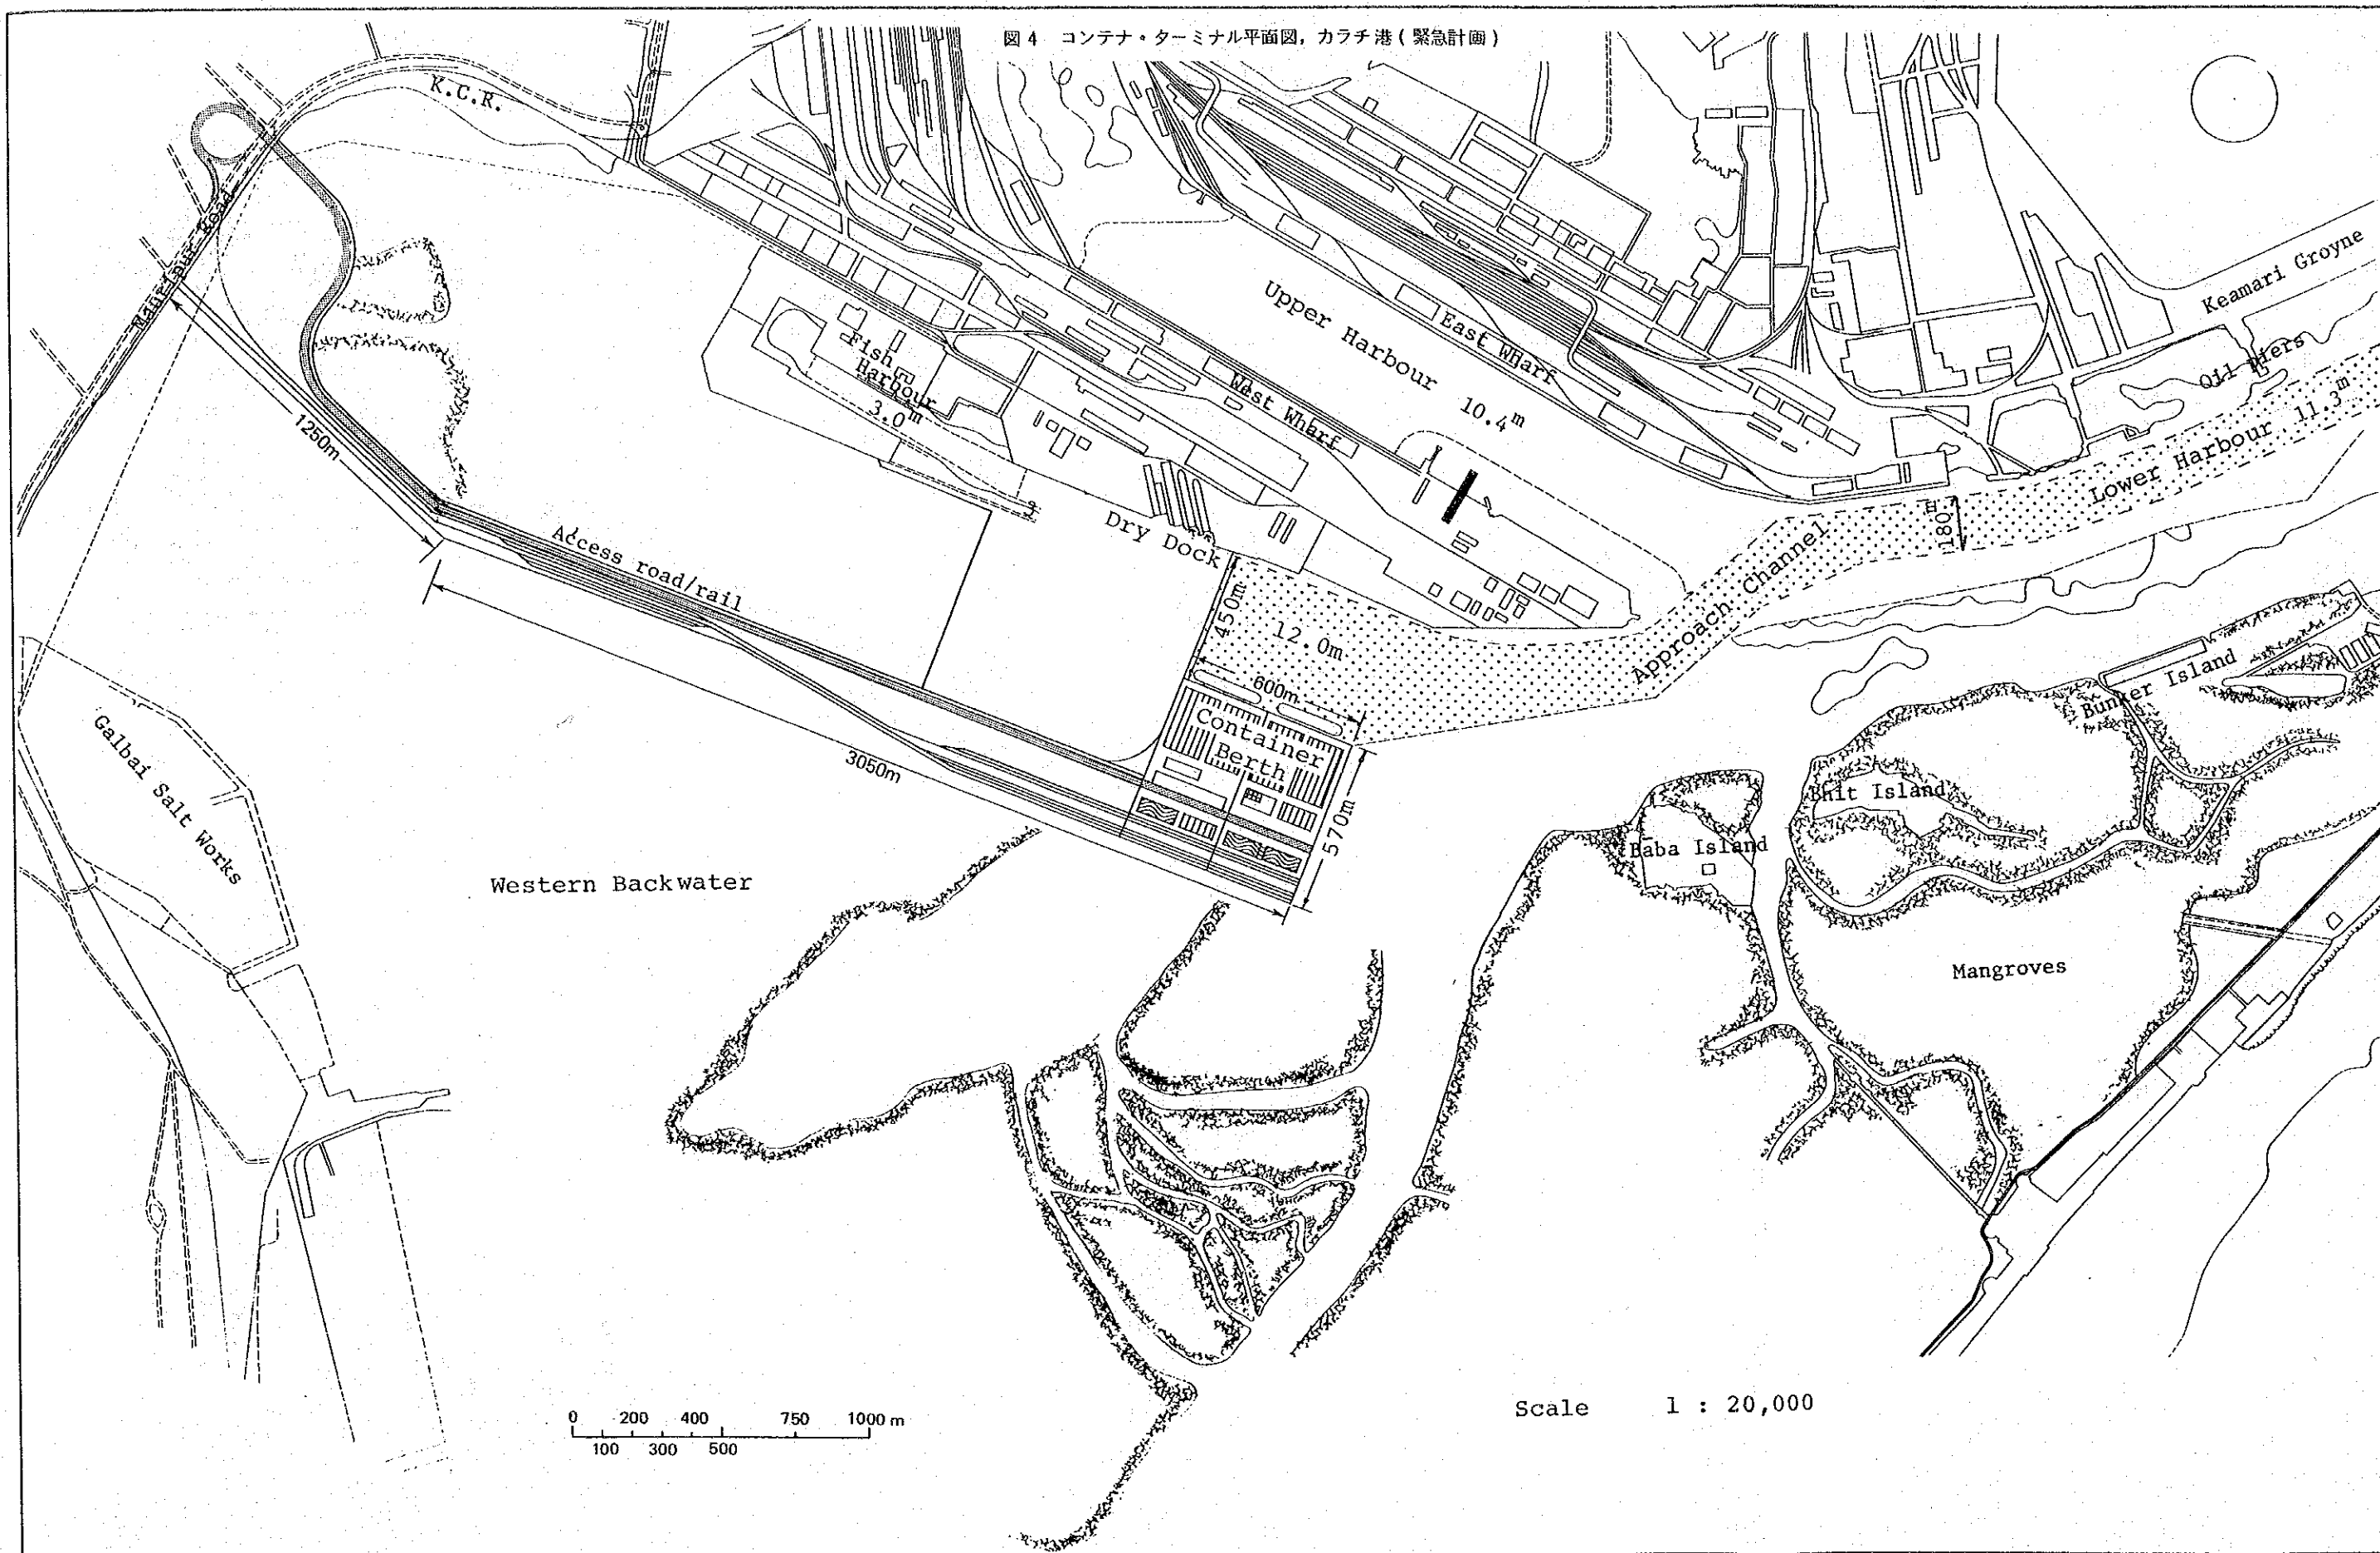 図4 コンテナ・ターミナル平面図，カラチ港(緊急計画)
K.C.R.
Road
1250m
Access road/rail
Fish
Harbour
3.0m
West Wharf
Upper Harbour 10.4m
East Wharf
Keamari Groyne
Oil Piers
Lower Harbour 11.3m
180m
Approach Channel
Dry Dock
450m
12.0m
600m
Container
Berth
570m
3050m
Galbai Salt Works
Western Backwater
Bunker Island
Bhit Island
Baba Island
Mangroves
0 200 400 750 1000 m
100 300 500
Scale 1 : 20,000